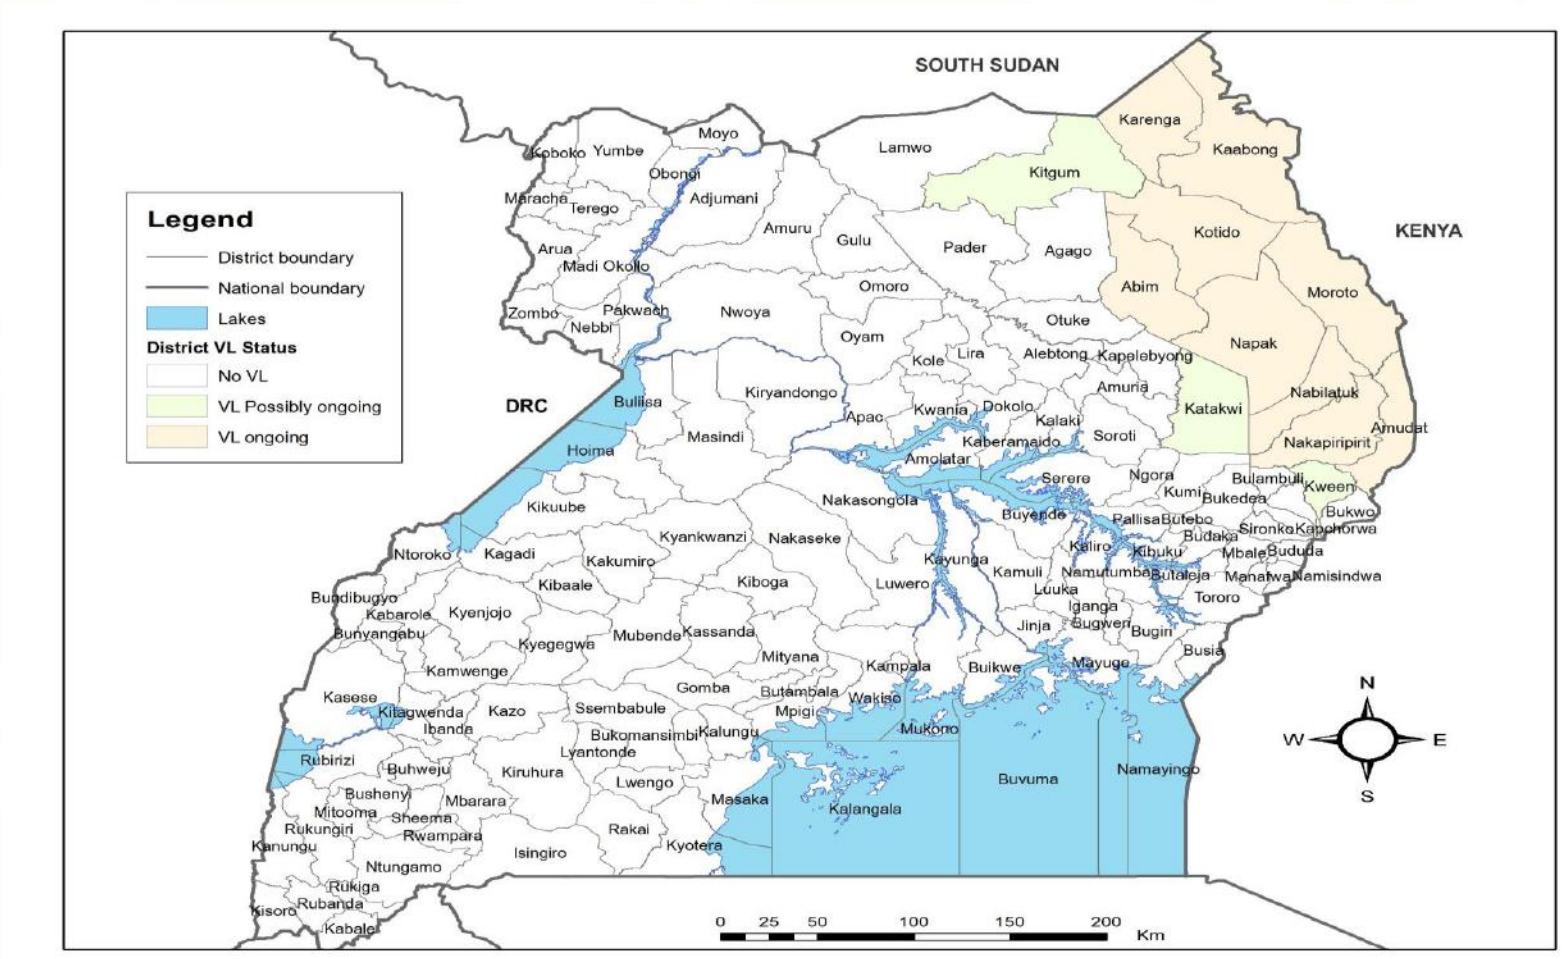 SOUTH SUDAN
KENYA
DRC
Legend
District boundary
National boundary
Lakes
District VL Status
No VL
VL Possibly ongoing
VL ongoing
Karenga
Kaabong
Moyo
Koboko
Yumbe
Lamwo
Kitgum
Obongi
Maracha
Terego
Adjumani
Amuru
Gulu
Pader
Agago
Kotido
Arua
Madi Okollo
Omoro
Abim
Moroto
Zombo
Pakwach
Nebbi
Nwoya
Otuke
Oyam
Napak
Kole
Lira
Alebtong
Kapelebyong
Kiryandongo
Amuria
Nabilatuk
Buliisa
Katakwi
Kwania
Dokolo
Apac
Kalaki
Amudat
Masindi
Kaberamaido
Soroti
Nakapiripirit
Hoima
Amolatar
Serere
Ngora
Bulambuli
Kween
Kumi
Bukedea
Nakasongola
Kikuube
Buyende
Bukwo
Pallisa
Butebo
Sironko
Kapchorwa
Budaka
Kyankwanzi
Nakaseke
Kaliro
Kibuku
Mbale
Bududa
Ntoroko
Kagadi
Kakumiro
Kayunga
Kamuli
Namutumba
Butaleja
Manafwa
Namisindwa
Kibaale
Kiboga
Luwero
Luuka
Tororo
Bundibugyo
Kabarole
Kyenjojo
Iganga
Bugweri
Jinja
Bugiri
Bunyangabu
Mubende
Kassanda
Kyegegwa
Mityana
Busia
Kamwenge
Kampala
Buikwe
Mayuge
Gomba
Butambala
Wakiso
Kasese
Kitagwenda
Kazo
Ssembabule
Mpigi
Ibanda
Bukomansimbi
Kalungu
Mukono
Lyantonde
Rubirizi
Buhweju
Kiruhura
Lwengo
Buvuma
Namayingo
Bushenyi
Mbarara
Masaka
Kalangala
Mitooma
Sheema
Rukungiri
Rwampara
Rakai
Kanungu
Kyotera
Isingiro
Ntungamo
Rukiga
Rubanda
Kisoro
Kabale
N
W
E
S
0 25 50 100 150 200
Km